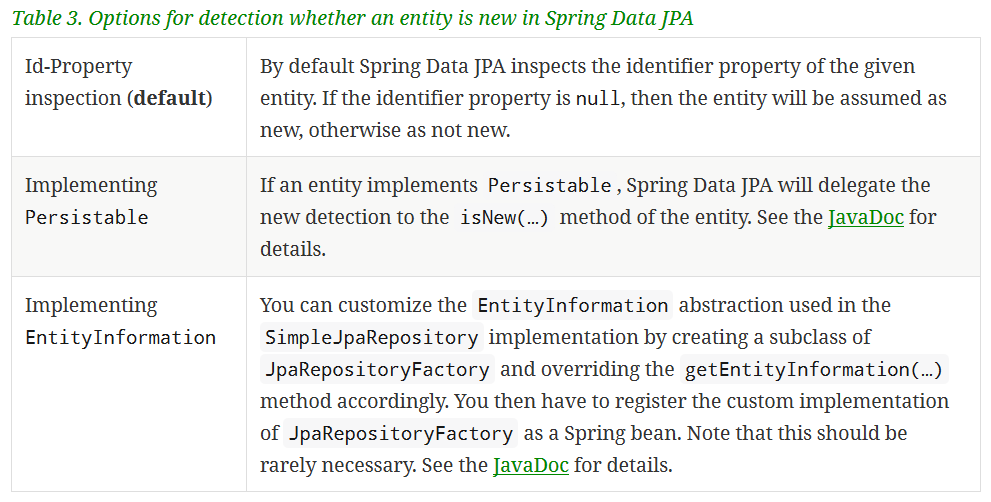 Table 3. Options for detection whether an entity is new in Spring Data JPA
Id-Property
inspection (default)
By default Spring Data JPA inspects the identifier property of the given
entity. If the identifier property is null, then the entity will be assumed as
new, otherwise as not new.
Implementing
Persistable
If an entity implements Persistable, Spring Data JPA will delegate the
new detection to the isNew(…) method of the entity. See the JavaDoc for
details.
Implementing
EntityInformation
You can customize the EntityInformation abstraction used in the
SimpleJpaRepository implementation by creating a subclass of
JpaRepositoryFactory and overriding the getEntityInformation(…)
method accordingly. You then have to register the custom implementation
of JpaRepositoryFactory as a Spring bean. Note that this should be
rarely necessary. See the JavaDoc for details.